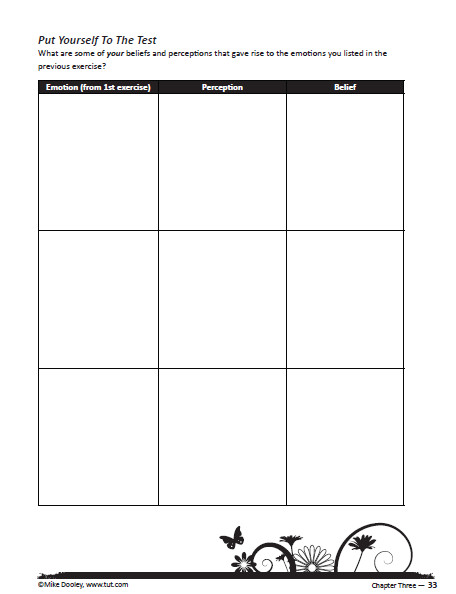 Put Yourself To The Test
What are some of your beliefs and perceptions that gave rise to the emotions you listed in the
previous exercise?
Emotion (from 1st exercise) Perception Belief
©Mike Dooley, www.tut.com Chapter Three — 33